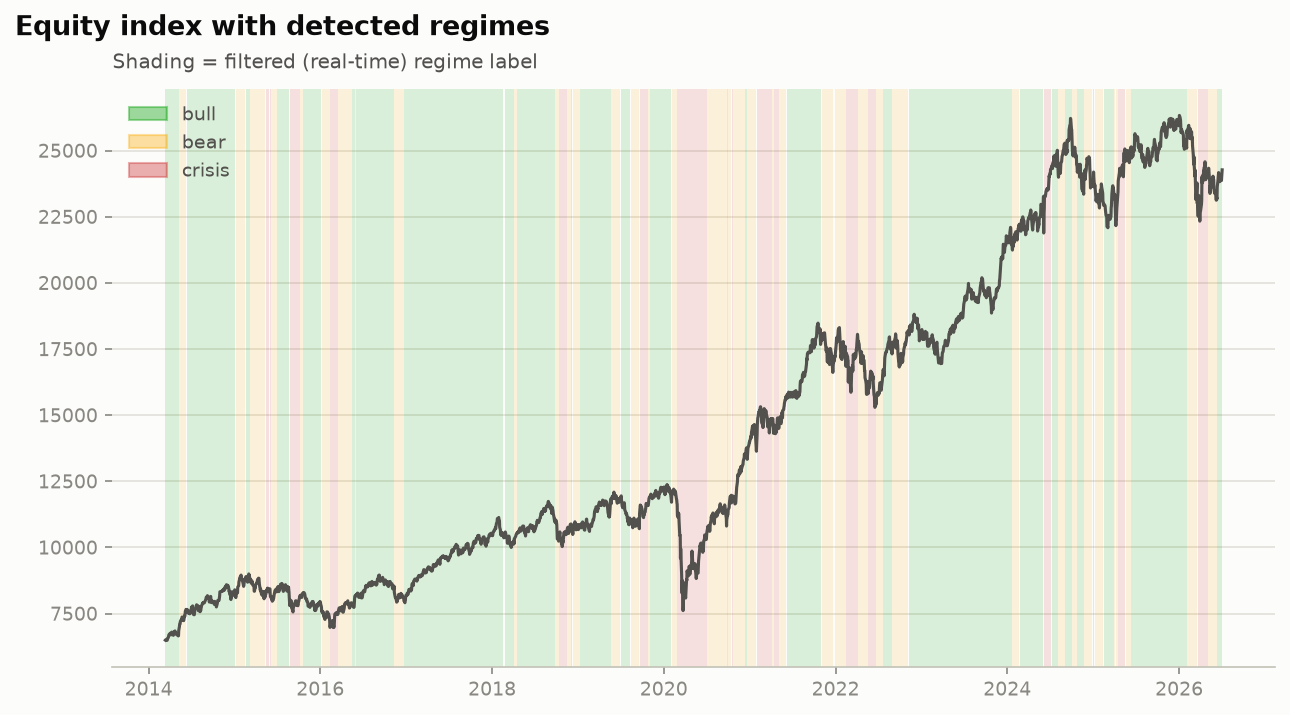 Equity index with detected regimes
Shading = filtered (real-time) regime label
bull
bear
crisis
25000
22500
20000
17500
15000
12500
10000
7500
2014 2016 2018 2020 2022 2024 2026